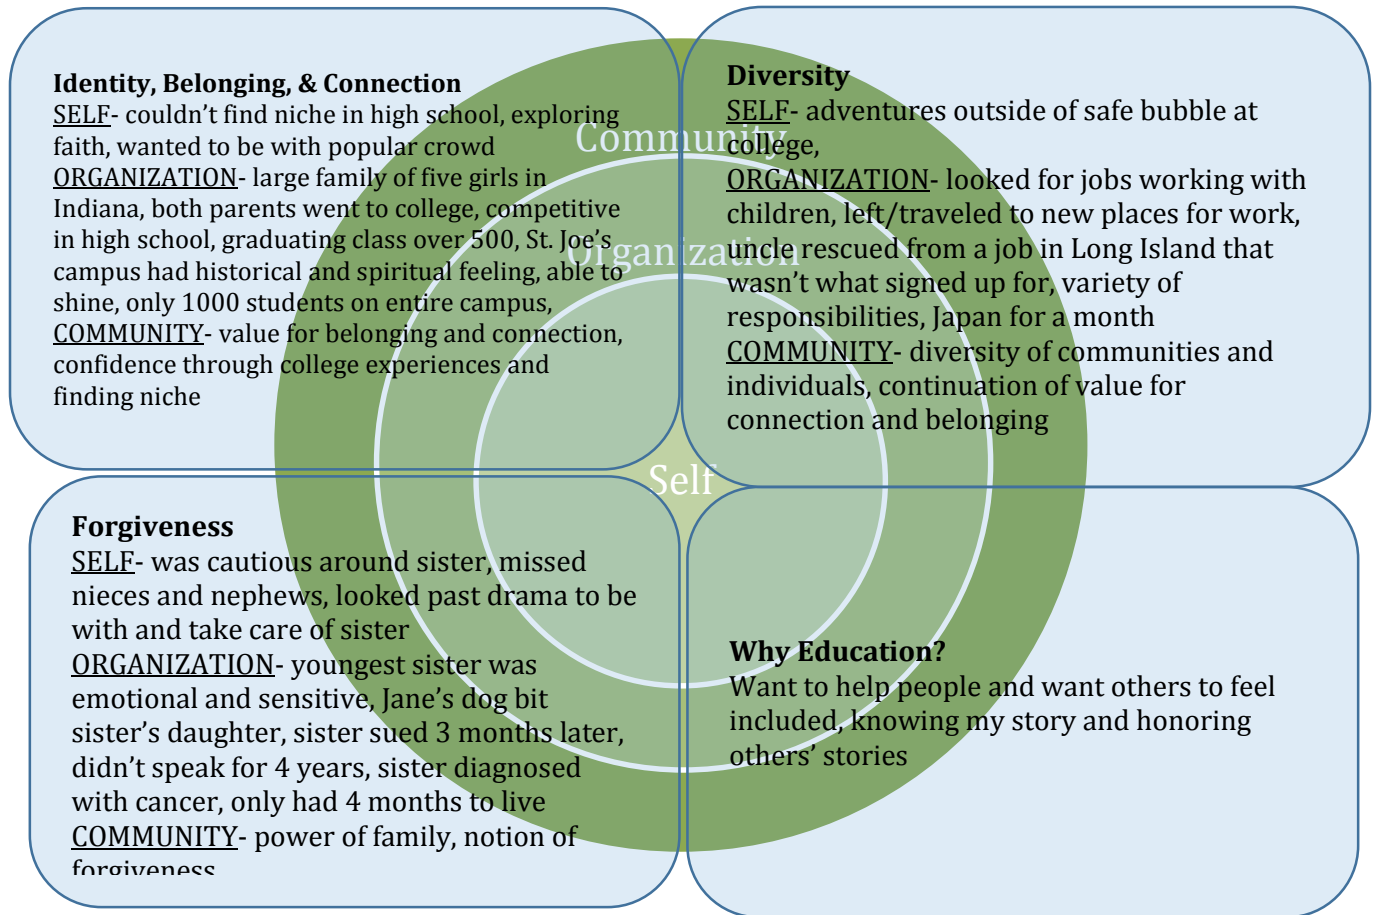 Identity, Belonging, & Connection
SELF- couldn’t find niche in high school, exploring
faith, wanted to be with popular crowd
ORGANIZATION- large family of five girls in
Indiana, both parents went to college, competitive
in high school, graduating class over 500, St. Joe’s
campus had historical and spiritual feeling, able to
shine, only 1000 students on entire campus,
COMMUNITY- value for belonging and connection,
confidence through college experiences and
finding niche
Diversity
SELF- adventures outside of safe bubble at
college,
ORGANIZATION- looked for jobs working with
children, left/traveled to new places for work,
uncle rescued from a job in Long Island that
wasn’t what signed up for, variety of
responsibilities, Japan for a month
COMMUNITY- diversity of communities and
individuals, continuation of value for
connection and belonging
Community
Organization
Self
Forgiveness
SELF- was cautious around sister, missed
nieces and nephews, looked past drama to be
with and take care of sister
ORGANIZATION- youngest sister was
emotional and sensitive, Jane’s dog bit
sister’s daughter, sister sued 3 months later,
didn’t speak for 4 years, sister diagnosed
with cancer, only had 4 months to live
COMMUNITY- power of family, notion of
forgiveness
Why Education?
Want to help people and want others to feel
included, knowing my story and honoring
others’ stories